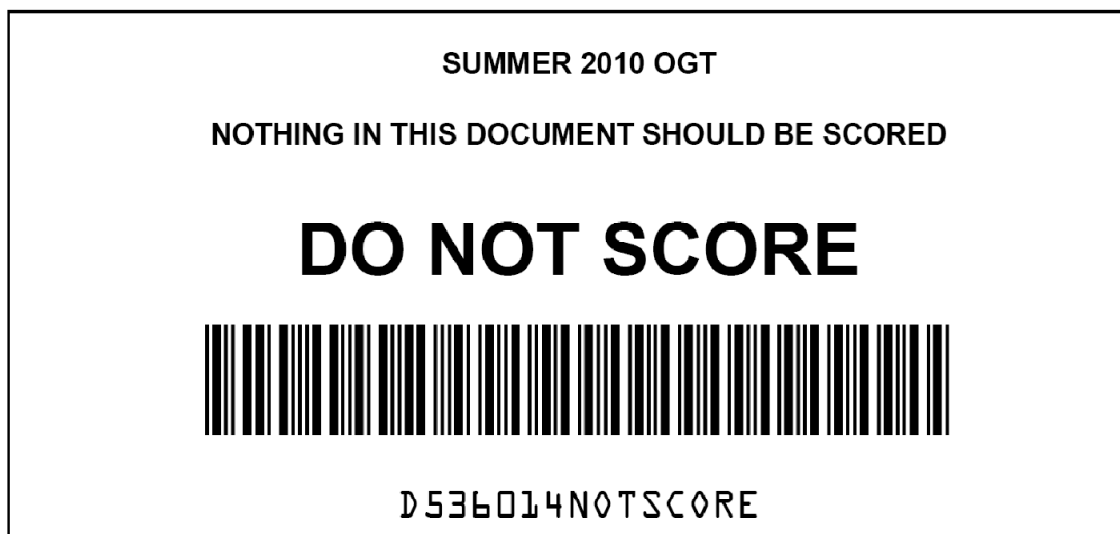 SUMMER 2010 OGT
NOTHING IN THIS DOCUMENT SHOULD BE SCORED
DO NOT SCORE
D536014NOTSCORE